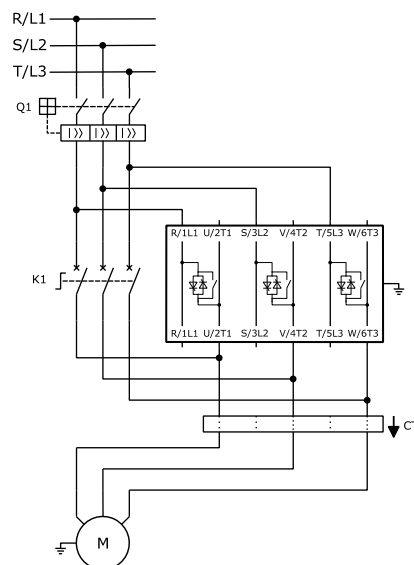 R/L1
S/L2
T/L3
Q1
I>> I>> I>>
R/1L1 U/2T1 S/3L2 V/4T2 T/5L3 W/6T3
K1
R/1L1 U/2T1 S/3L2 V/4T2 T/5L3 W/6T3
M